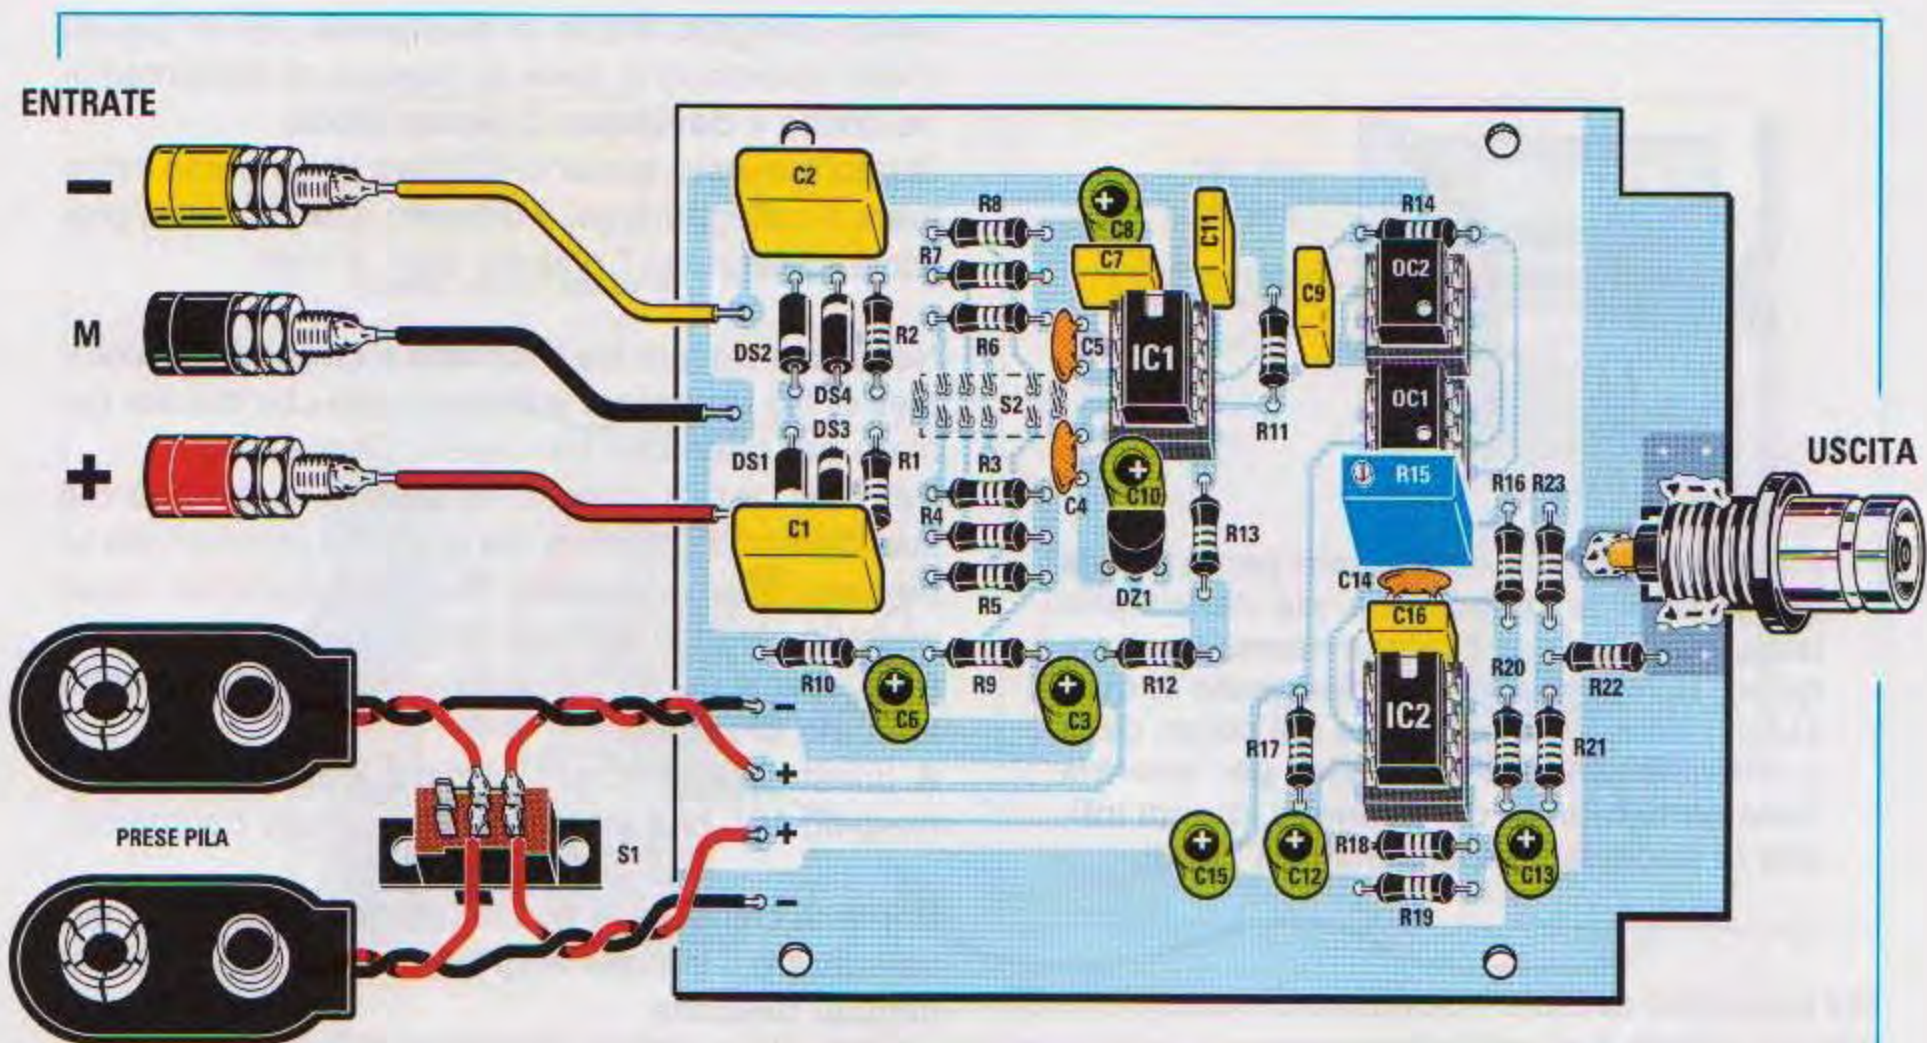 ENTRATE
−
M
+
PRESE PILA
S1
C2
R8
C8
C11
R14
R7
C7
C9
OC2
R6
C5
IC1
DS2
DS4
R2
S2
R11
OC1
DS3
DS1
R1
R3
R4
C4
C10
R13
R15
R16
R23
USCITA
C1
R5
DZ1
C14
C16
R10
C6
R9
C3
R12
R20
R22
−
+
+
−
R17
IC2
R21
C15
C12
R18
C13
R19
+
+
+
+
+
+
+